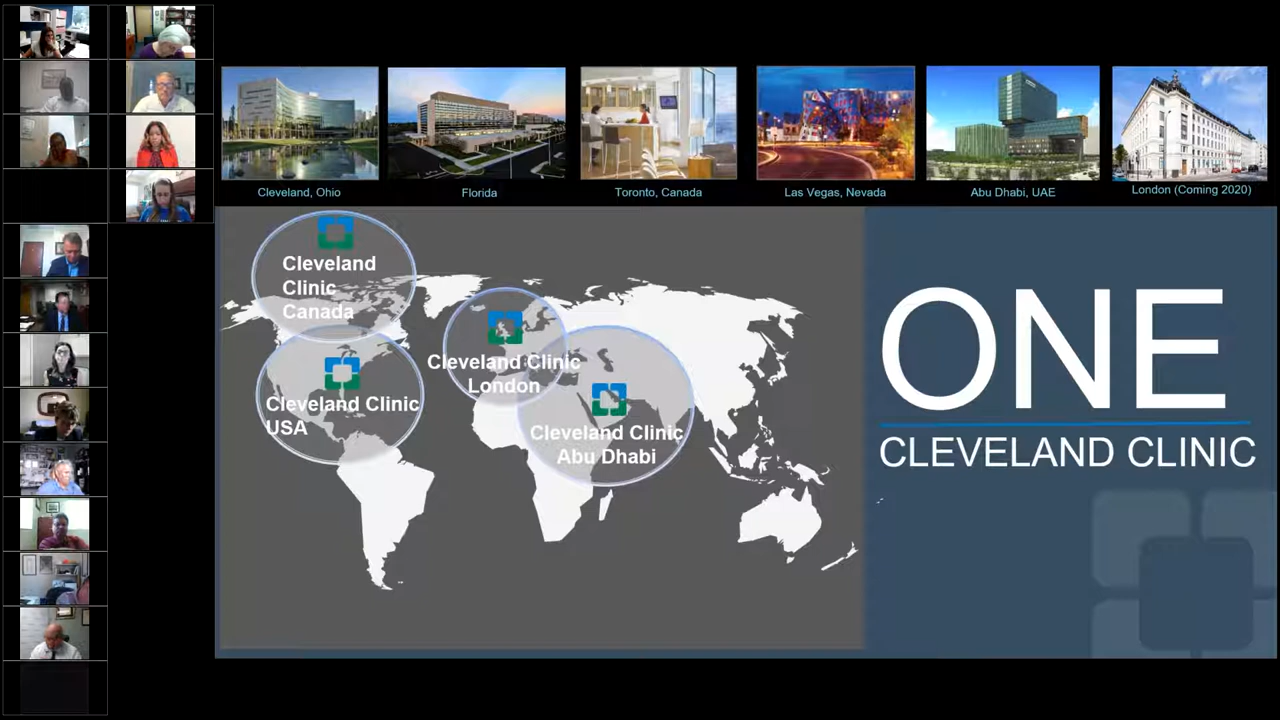 Cleveland, Ohio
Florida
Toronto, Canada
Las Vegas, Nevada
Abu Dhabi, UAE
London (Coming 2020)
Cleveland
Clinic
Canada
Cleveland Clinic
London
Cleveland Clinic
USA
Cleveland Clinic
Abu Dhabi
ONE
CLEVELAND CLINIC